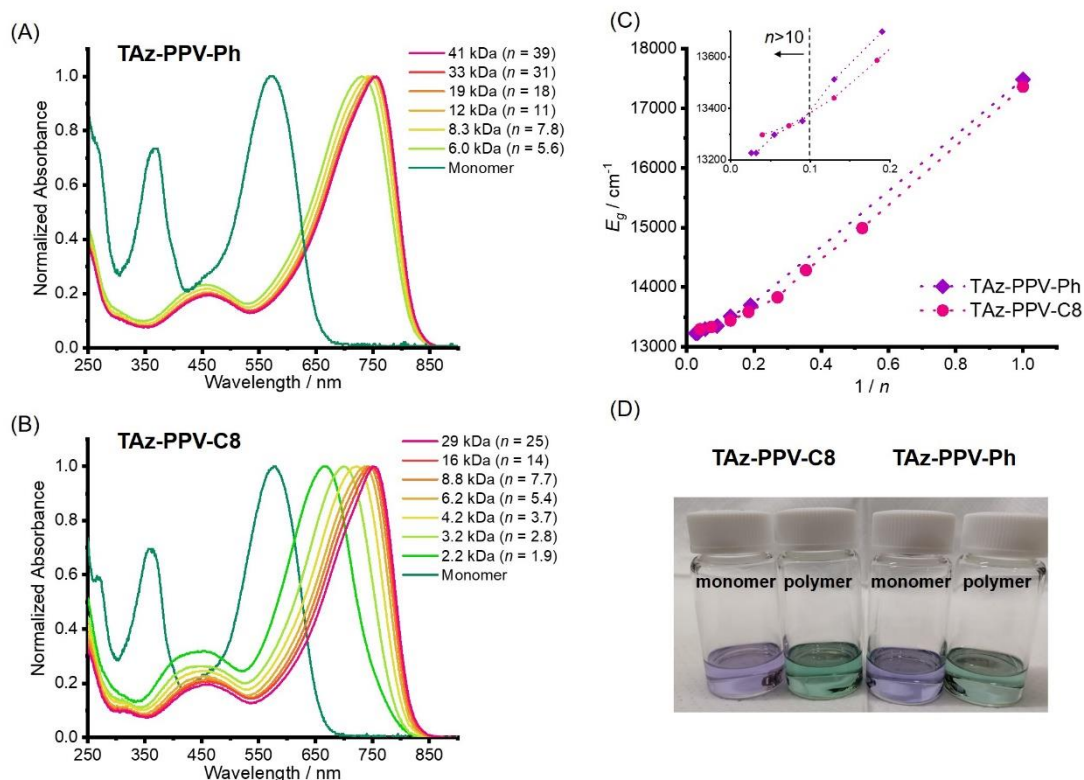 (A)
TAz-PPV-Ph
41 kDa (n = 39)
33 kDa (n = 31)
19 kDa (n = 18)
12 kDa (n = 11)
8.3 kDa (n = 7.8)
6.0 kDa (n = 5.6)
Monomer
Normalized Absorbance
1.0
0.8
0.6
0.4
0.2
0.0
250 350 450 550 650 750 850
Wavelength / nm
(B)
TAz-PPV-C8
29 kDa (n = 25)
16 kDa (n = 14)
8.8 kDa (n = 7.7)
6.2 kDa (n = 5.4)
4.2 kDa (n = 3.7)
3.2 kDa (n = 2.8)
2.2 kDa (n = 1.9)
Monomer
Normalized Absorbance
1.0
0.8
0.6
0.4
0.2
0.0
250 350 450 550 650 750 850
Wavelength / nm
(C)
18000
17000
16000
15000
14000
13000
Eg / cm-1
n>10
13600
13400
13200
0.0 0.1 0.2
TAz-PPV-Ph
TAz-PPV-C8
0.0 0.2 0.4 0.6 0.8 1.0
1 / n
(D)
TAz-PPV-C8 TAz-PPV-Ph
monomer polymer monomer polymer